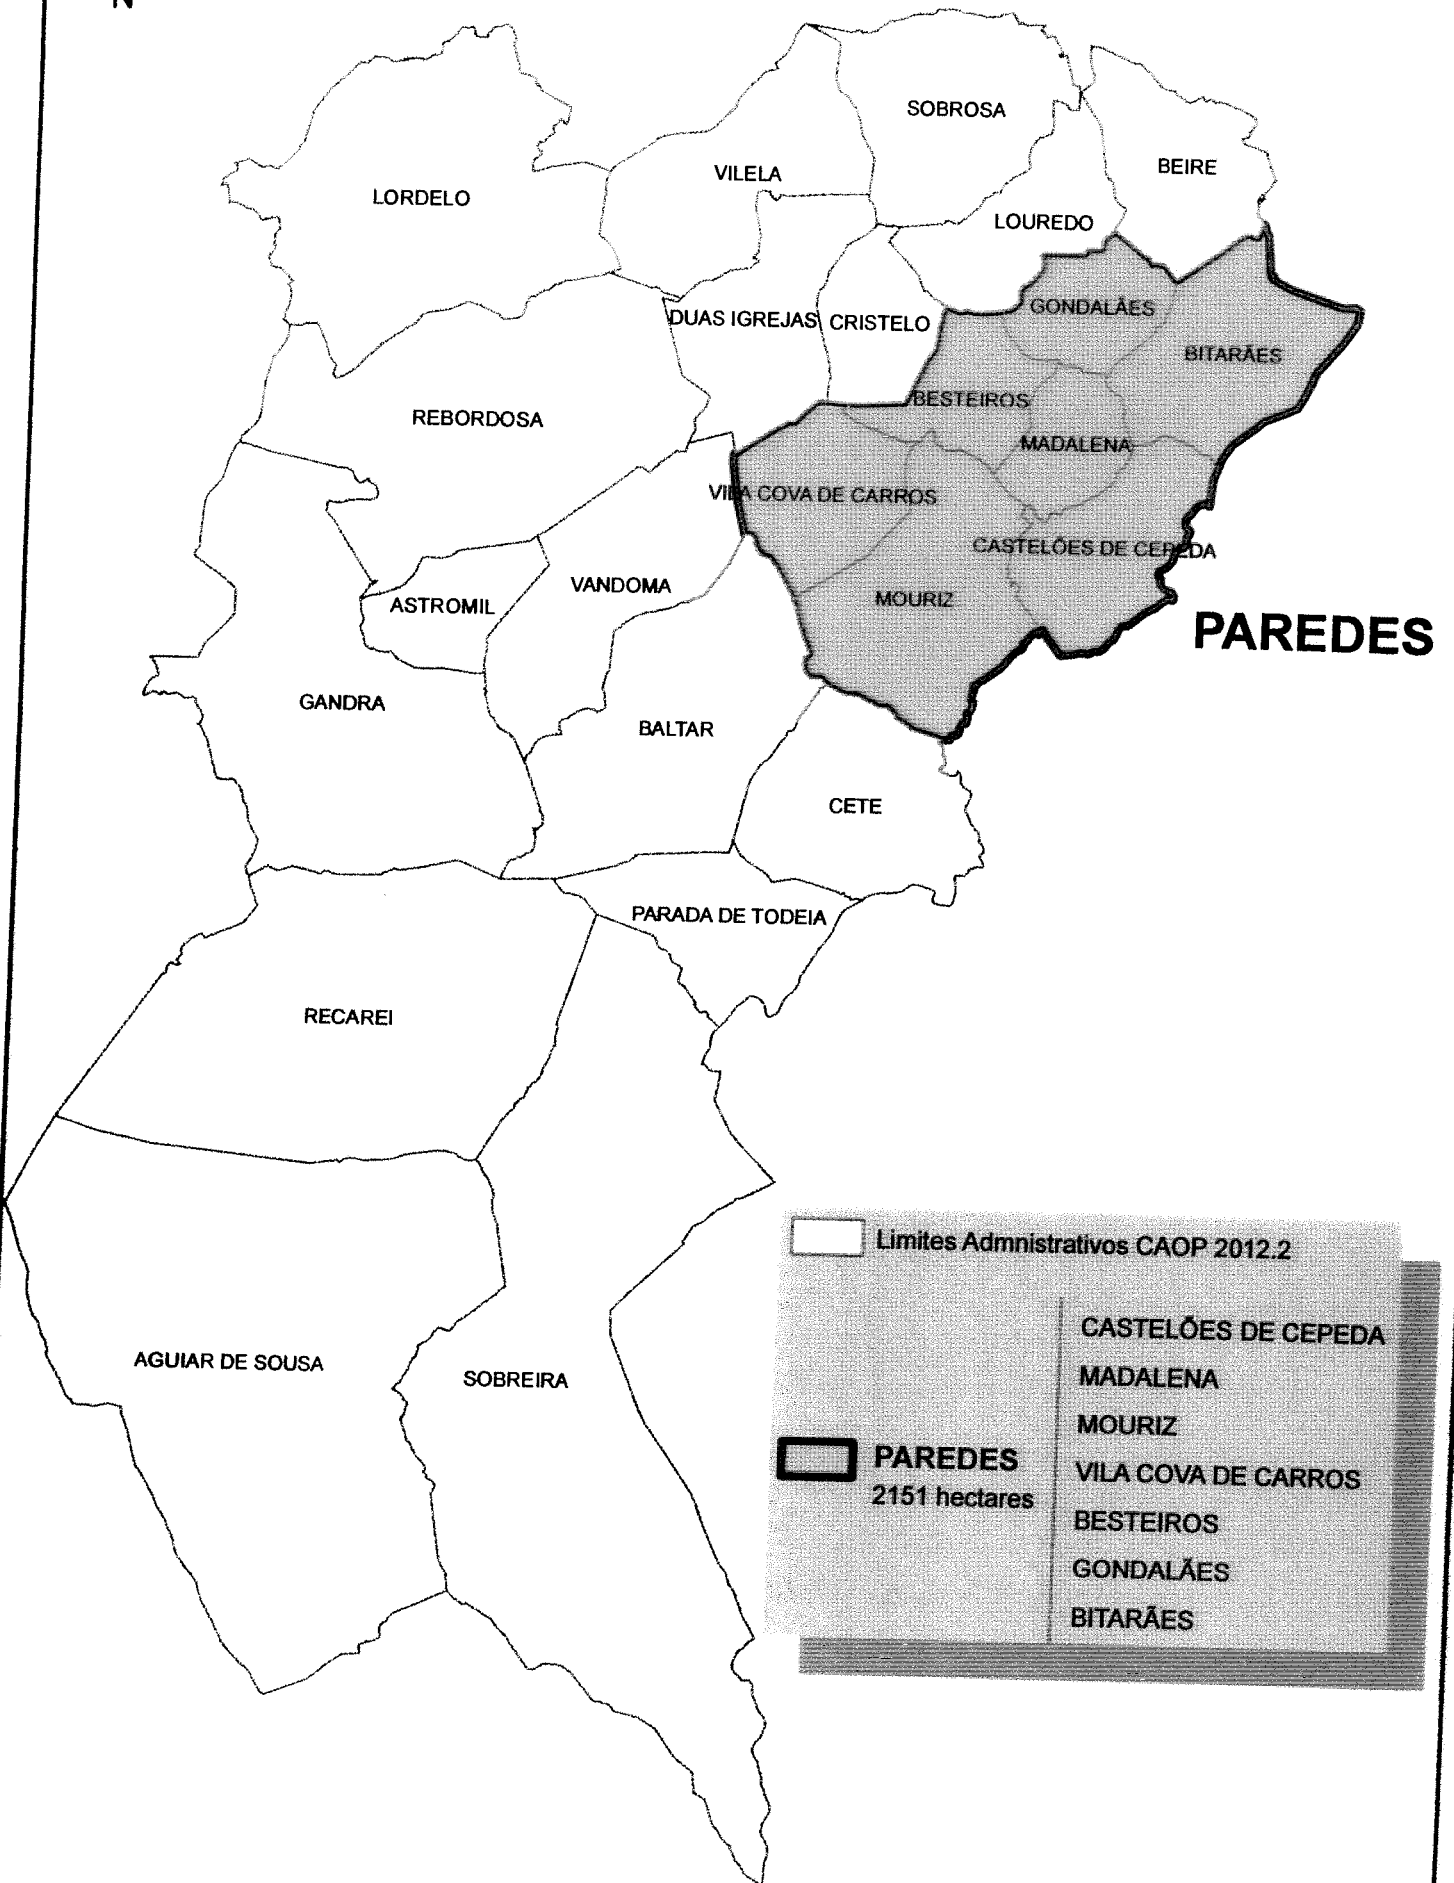 N
SOBROSA
BEIRE
VILELA
LORDELO
LOUREDO
GONDALÃES
DUAS IGREJAS
CRISTELO
BITARÃES
BESTEIROS
REBORDOSA
MADALENA
VILA COVA DE CARROS
CASTELÕES DE CEPEDA
VANDOMA
MOURIZ
ASTROMIL
PAREDES
GANDRA
BALTAR
CETE
PARADA DE TODEIA
RECAREI
Limites Admnistrativos CAOP 2012.2
CASTELÕES DE CEPEDA
MADALENA
MOURIZ
VILA COVA DE CARROS
BESTEIROS
GONDALÃES
BITARÃES
PAREDES
2151 hectares
AGUIAR DE SOUSA
SOBREIRA